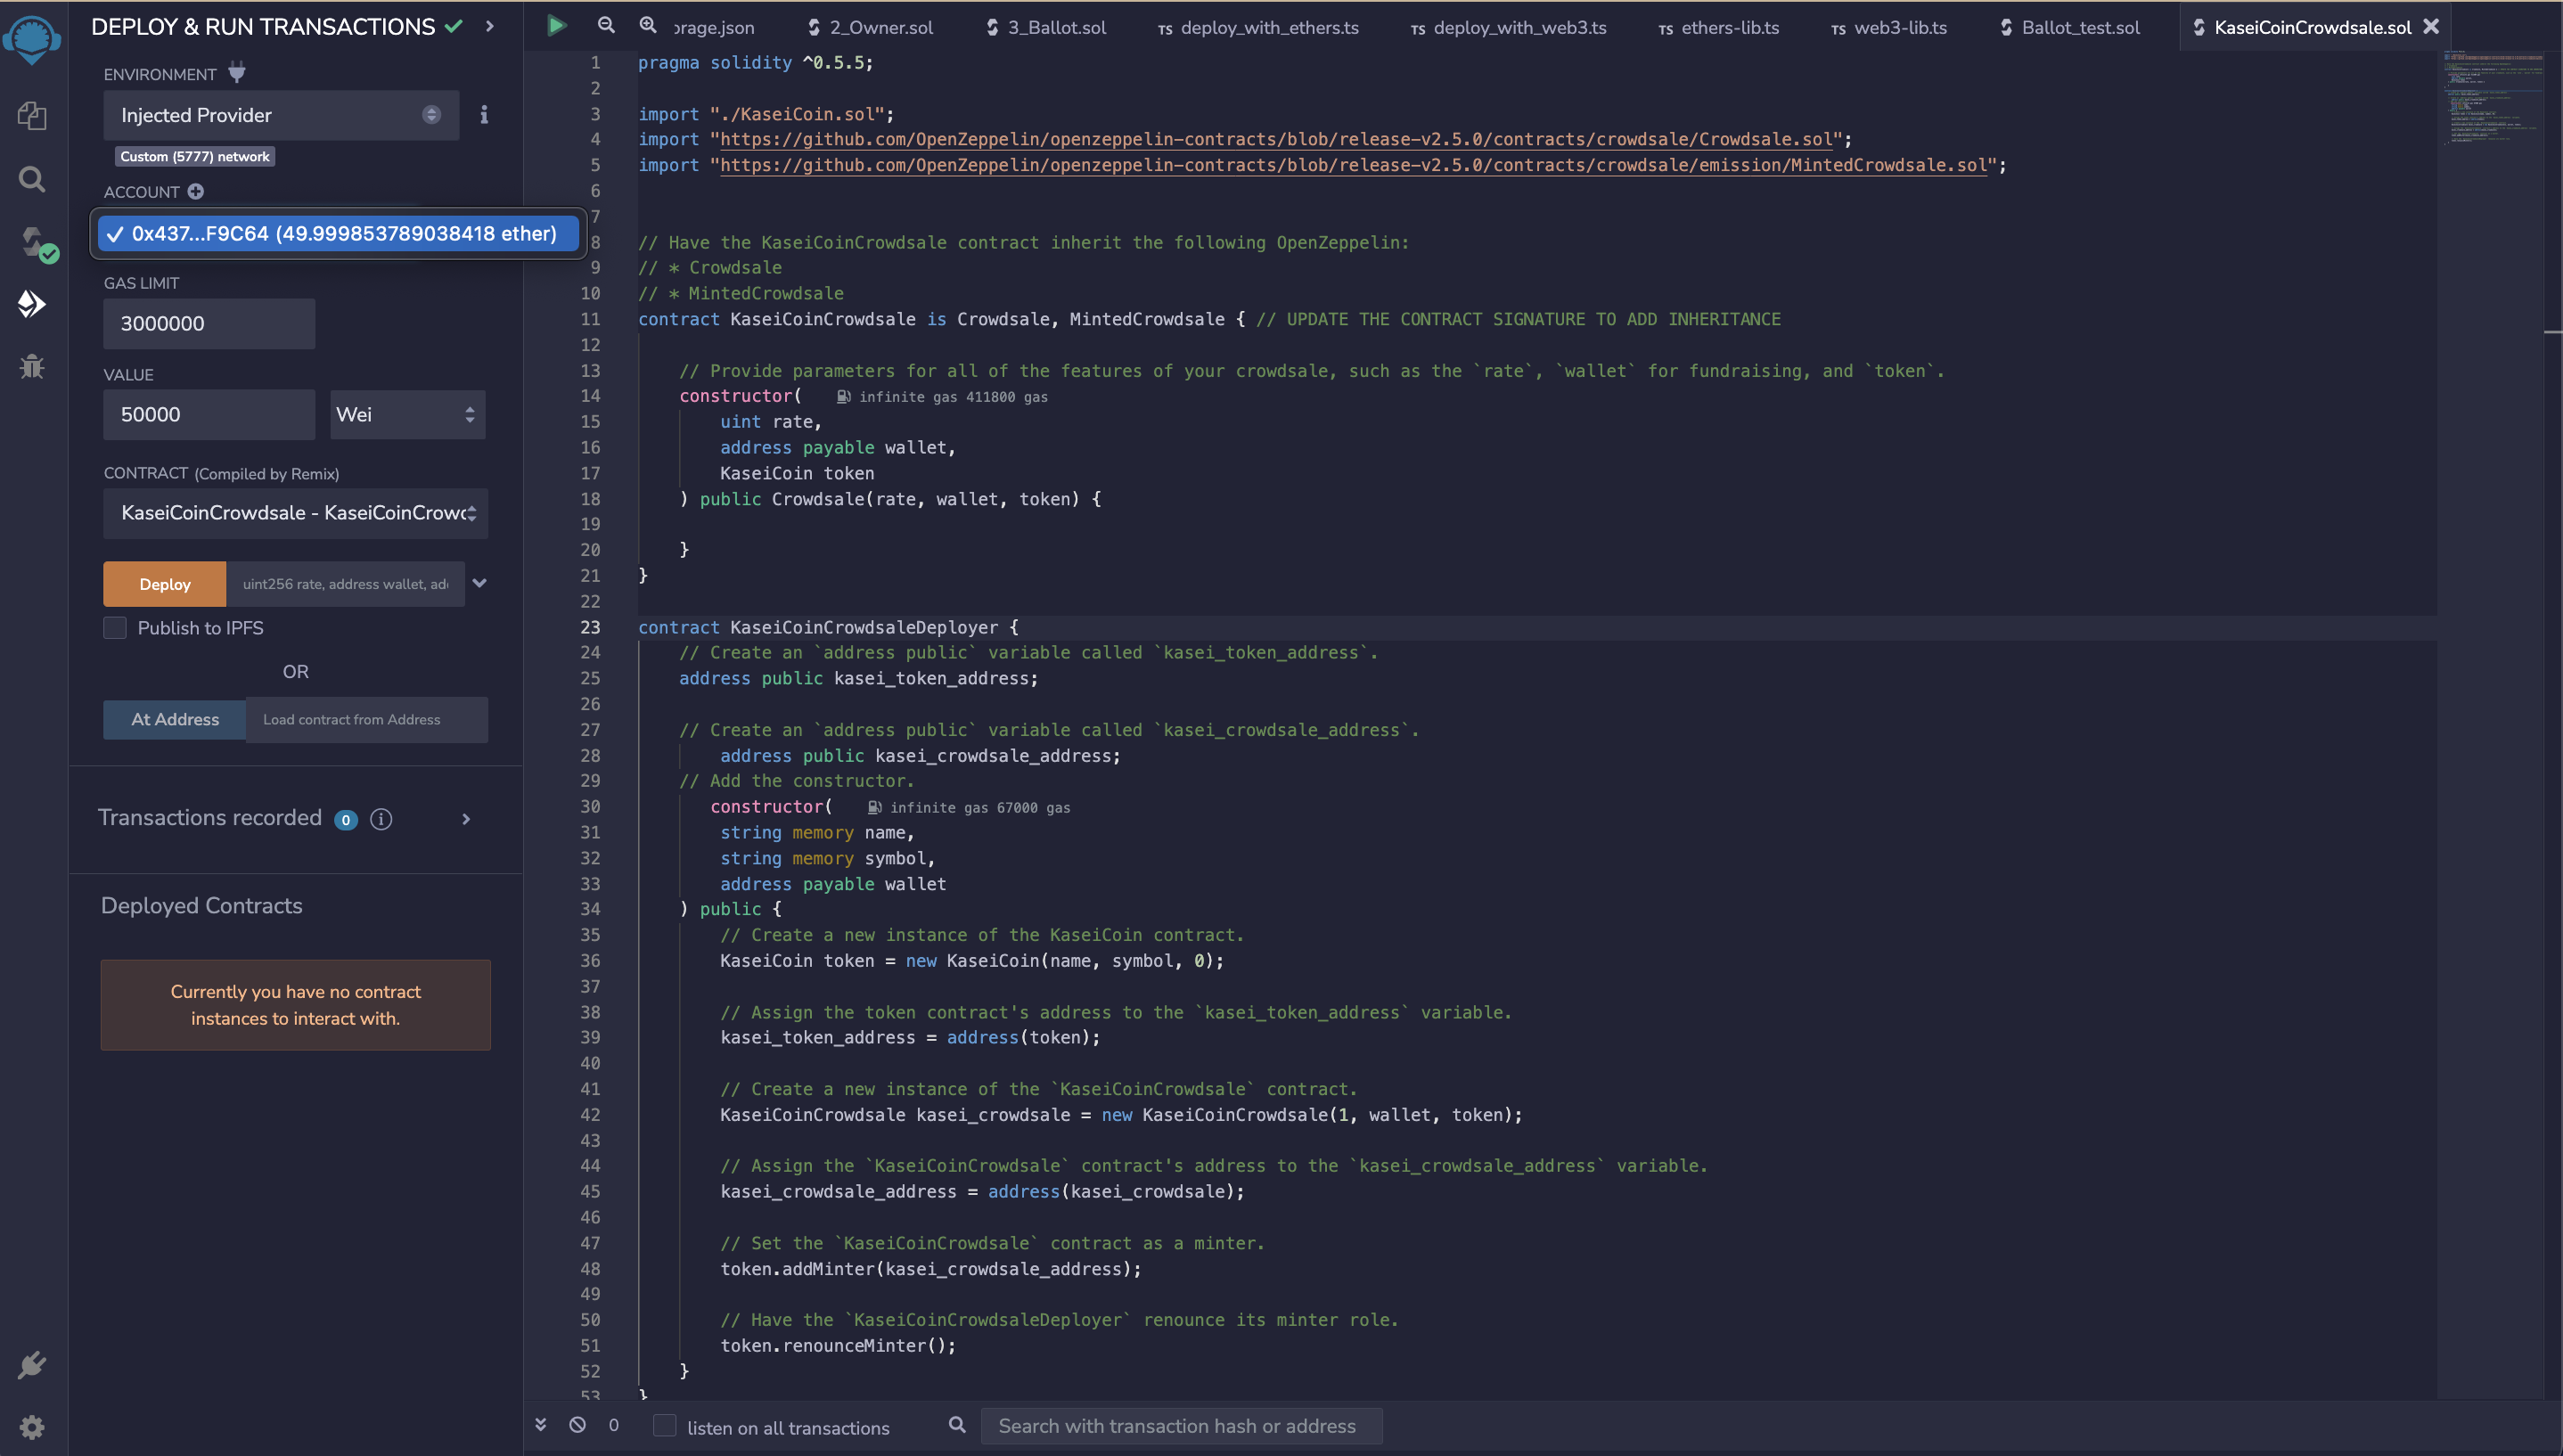 DEPLOY & RUN TRANSACTIONS
ENVIRONMENT
Injected Provider
Custom (5777) network
ACCOUNT
0x437...F9C64 (49.999853789038418 ether)
GAS LIMIT
3000000
VALUE
50000
Wei
CONTRACT (Compiled by Remix)
KaseiCoinCrowdsale - KaseiCoinCrowd
Deploy
uint256 rate, address wallet, ad
Publish to IPFS
OR
At Address
Load contract from Address
Transactions recorded 0 i
Deployed Contracts
Currently you have no contract
instances to interact with.
orage.json
2_Owner.sol
3_Ballot.sol
TS deploy_with_ethers.ts
TS deploy_with_web3.ts
TS ethers-lib.ts
TS web3-lib.ts
Ballot_test.sol
KaseiCoinCrowdsale.sol
1 pragma solidity ^0.5.5;
2
3 import "./KaseiCoin.sol";
4 import "https://github.com/OpenZeppelin/openzeppelin-contracts/blob/release-v2.5.0/contracts/crowdsale/Crowdsale.sol";
5 import "https://github.com/OpenZeppelin/openzeppelin-contracts/blob/release-v2.5.0/contracts/crowdsale/emission/MintedCrowdsale.sol";
6
7
8 // Have the KaseiCoinCrowdsale contract inherit the following OpenZeppelin:
9 // * Crowdsale
10 // * MintedCrowdsale
11 contract KaseiCoinCrowdsale is Crowdsale, MintedCrowdsale { // UPDATE THE CONTRACT SIGNATURE TO ADD INHERITANCE
12
13 // Provide parameters for all of the features of your crowdsale, such as the `rate`, `wallet` for fundraising, and `token`.
14 constructor( infinite gas 411800 gas
15 uint rate,
16 address payable wallet,
17 KaseiCoin token
18 ) public Crowdsale(rate, wallet, token) {
19
20 }
21 }
22
23 contract KaseiCoinCrowdsaleDeployer {
24 // Create an `address public` variable called `kasei_token_address`.
25 address public kasei_token_address;
26
27 // Create an `address public` variable called `kasei_crowdsale_address`.
28 address public kasei_crowdsale_address;
29 // Add the constructor.
30 constructor( infinite gas 67000 gas
31 string memory name,
32 string memory symbol,
33 address payable wallet
34 ) public {
35 // Create a new instance of the KaseiCoin contract.
36 KaseiCoin token = new KaseiCoin(name, symbol, 0);
37
38 // Assign the token contract's address to the `kasei_token_address` variable.
39 kasei_token_address = address(token);
40
41 // Create a new instance of the `KaseiCoinCrowdsale` contract.
42 KaseiCoinCrowdsale kasei_crowdsale = new KaseiCoinCrowdsale(1, wallet, token);
43
44 // Assign the `KaseiCoinCrowdsale` contract's address to the `kasei_crowdsale_address` variable.
45 kasei_crowdsale_address = address(kasei_crowdsale);
46
47 // Set the `KaseiCoinCrowdsale` contract as a minter.
48 token.addMinter(kasei_crowdsale_address);
49
50 // Have the `KaseiCoinCrowdsaleDeployer` renounce its minter role.
51 token.renounceMinter();
52 }
53 }
0
listen on all transactions
Search with transaction hash or address